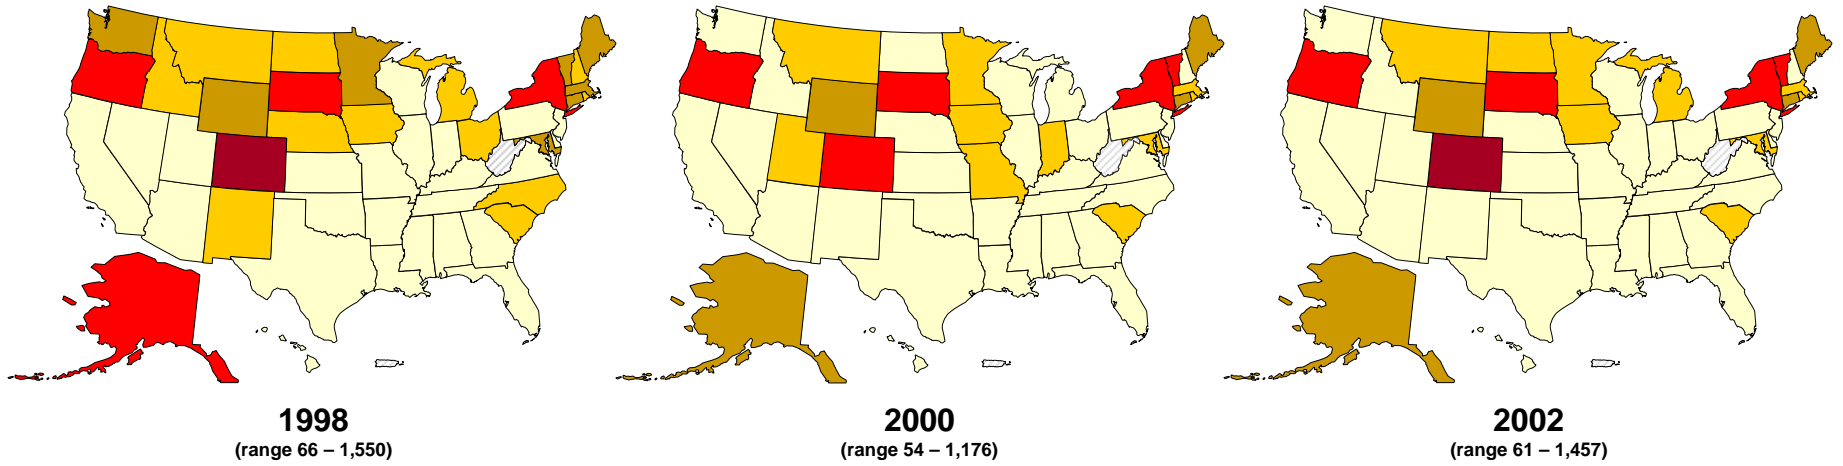 1998
(range 66 – 1,550)
2000
(range 54 – 1,176)
2002
(range 61 – 1,457)